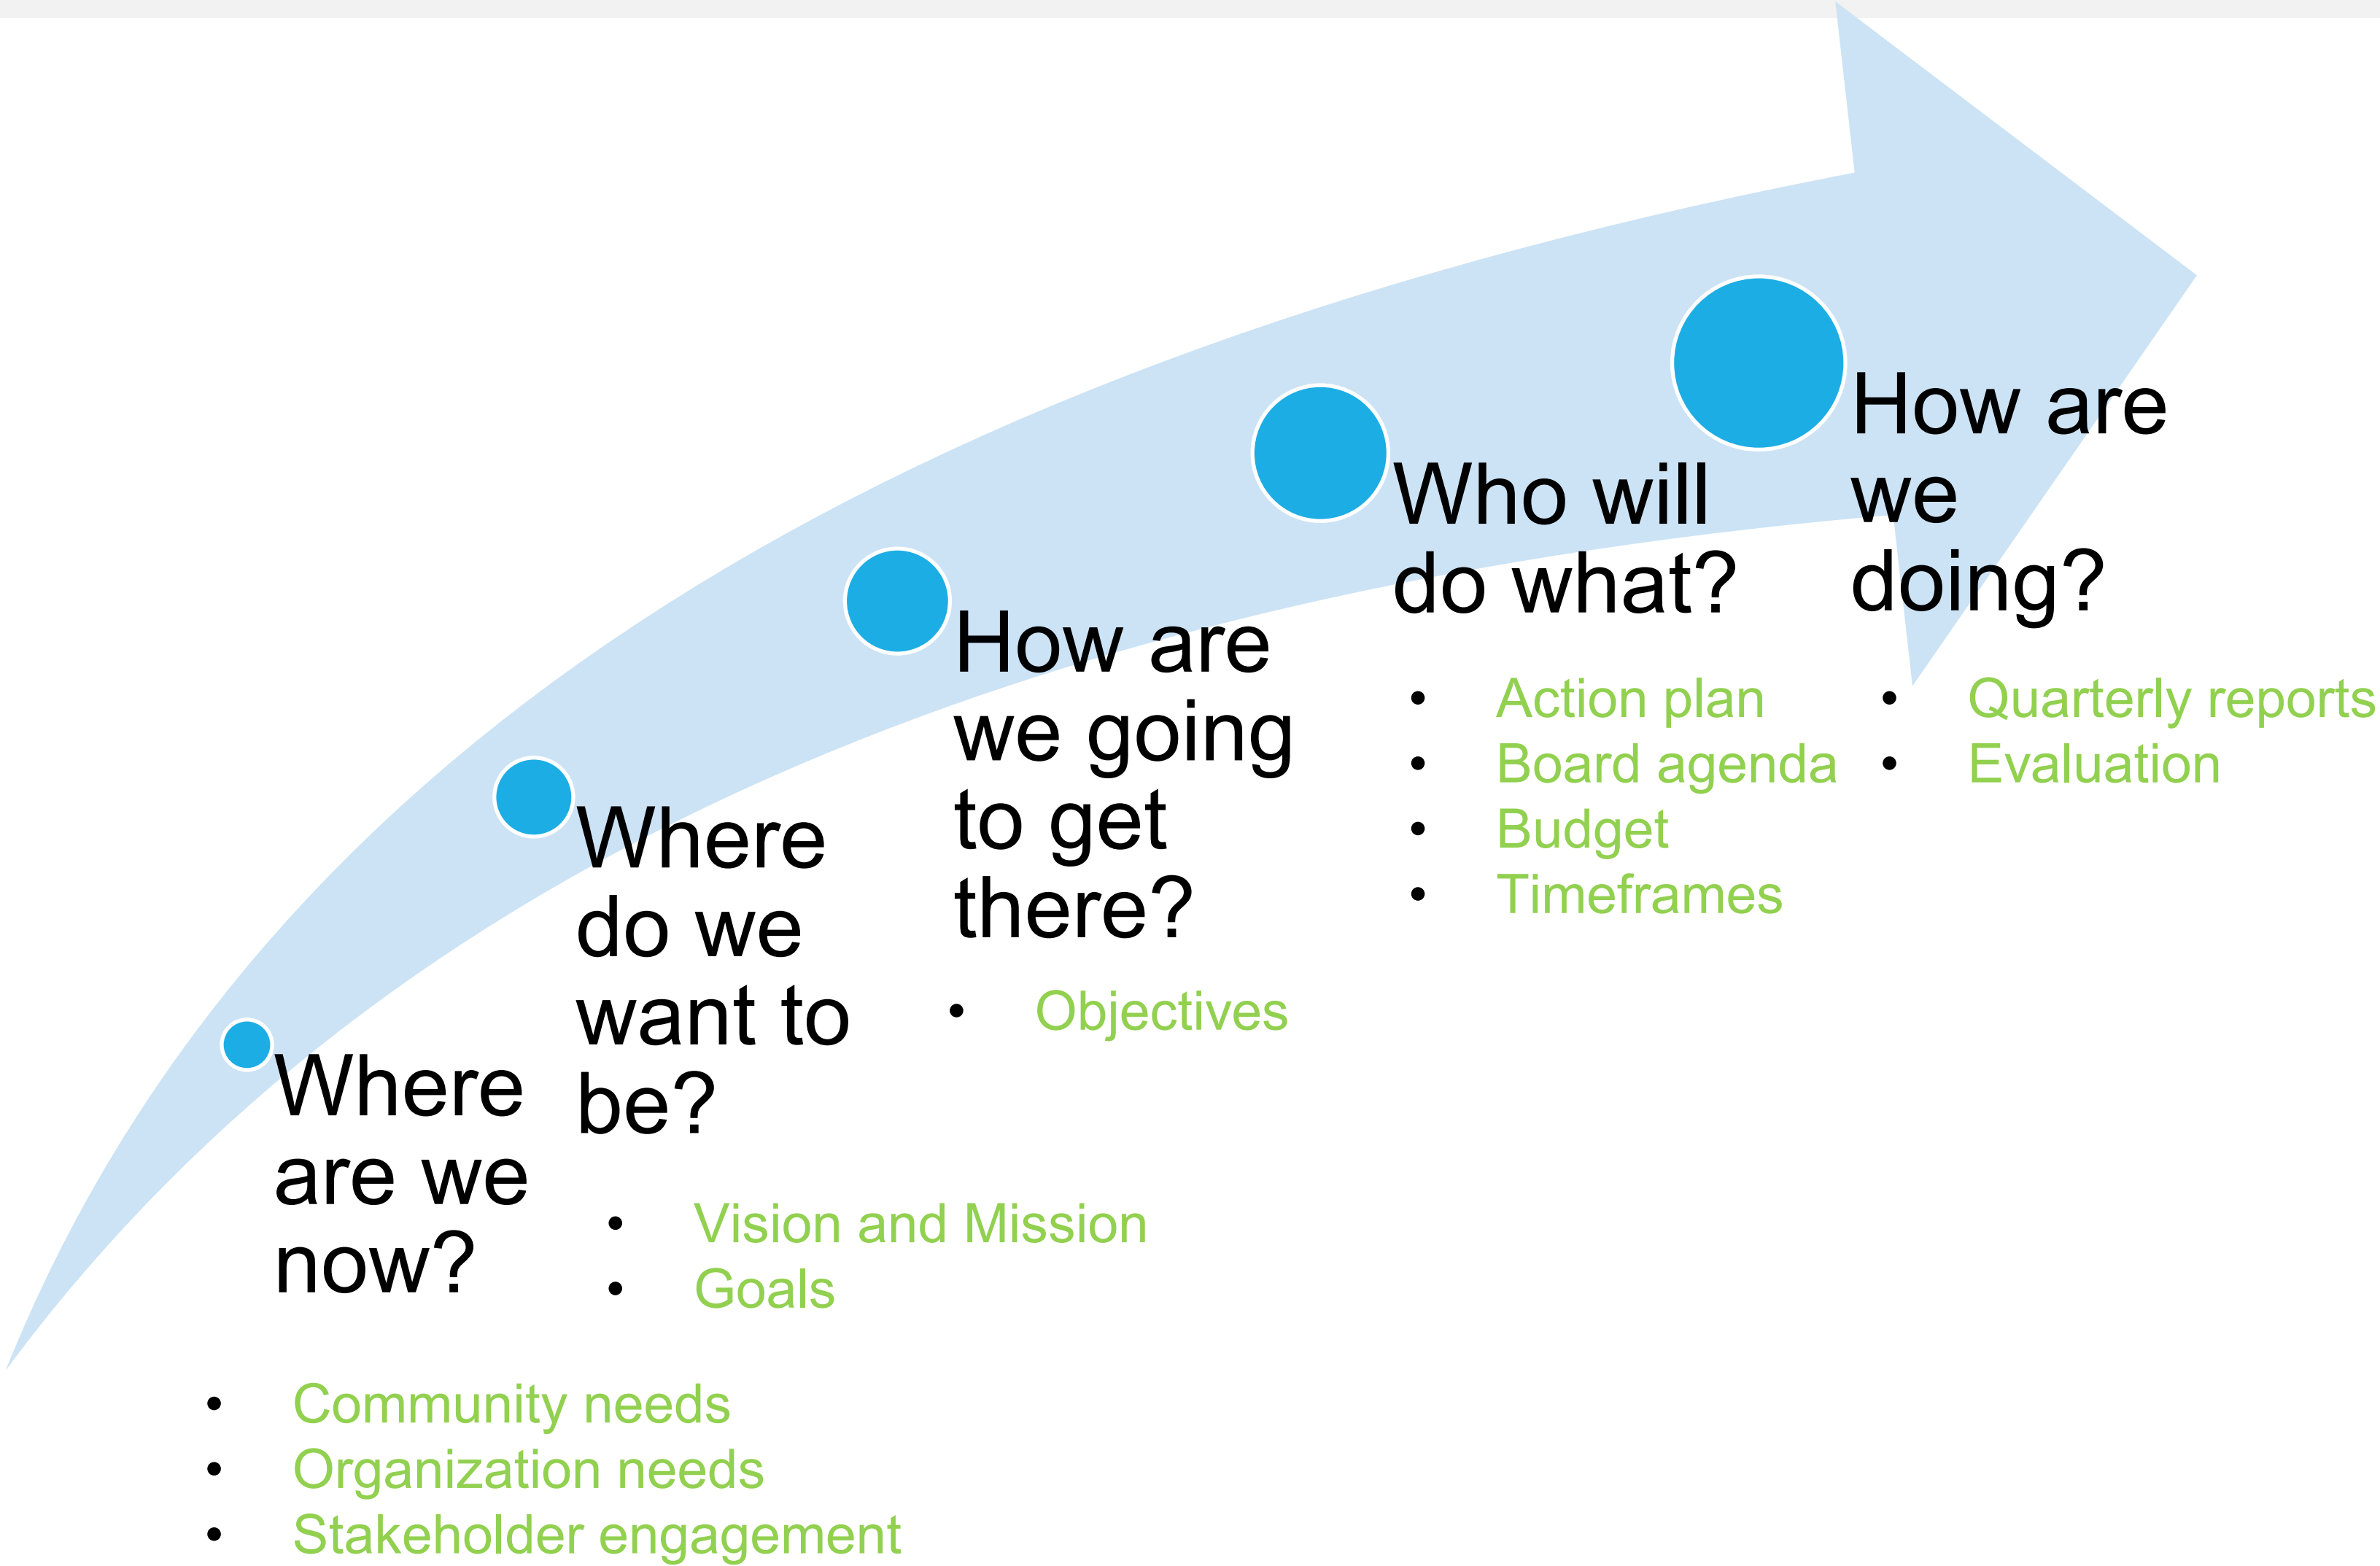 Where
are we
now?
• Community needs
• Organization needs
• Stakeholder engagement
Where
do we
want to
be?
• Vision and Mission
• Goals
How are
we going
to get
there?
• Objectives
Who will
do what?
• Action plan
• Board agenda
• Budget
• Timeframes
How are
we
doing?
• Quarterly reports
• Evaluation